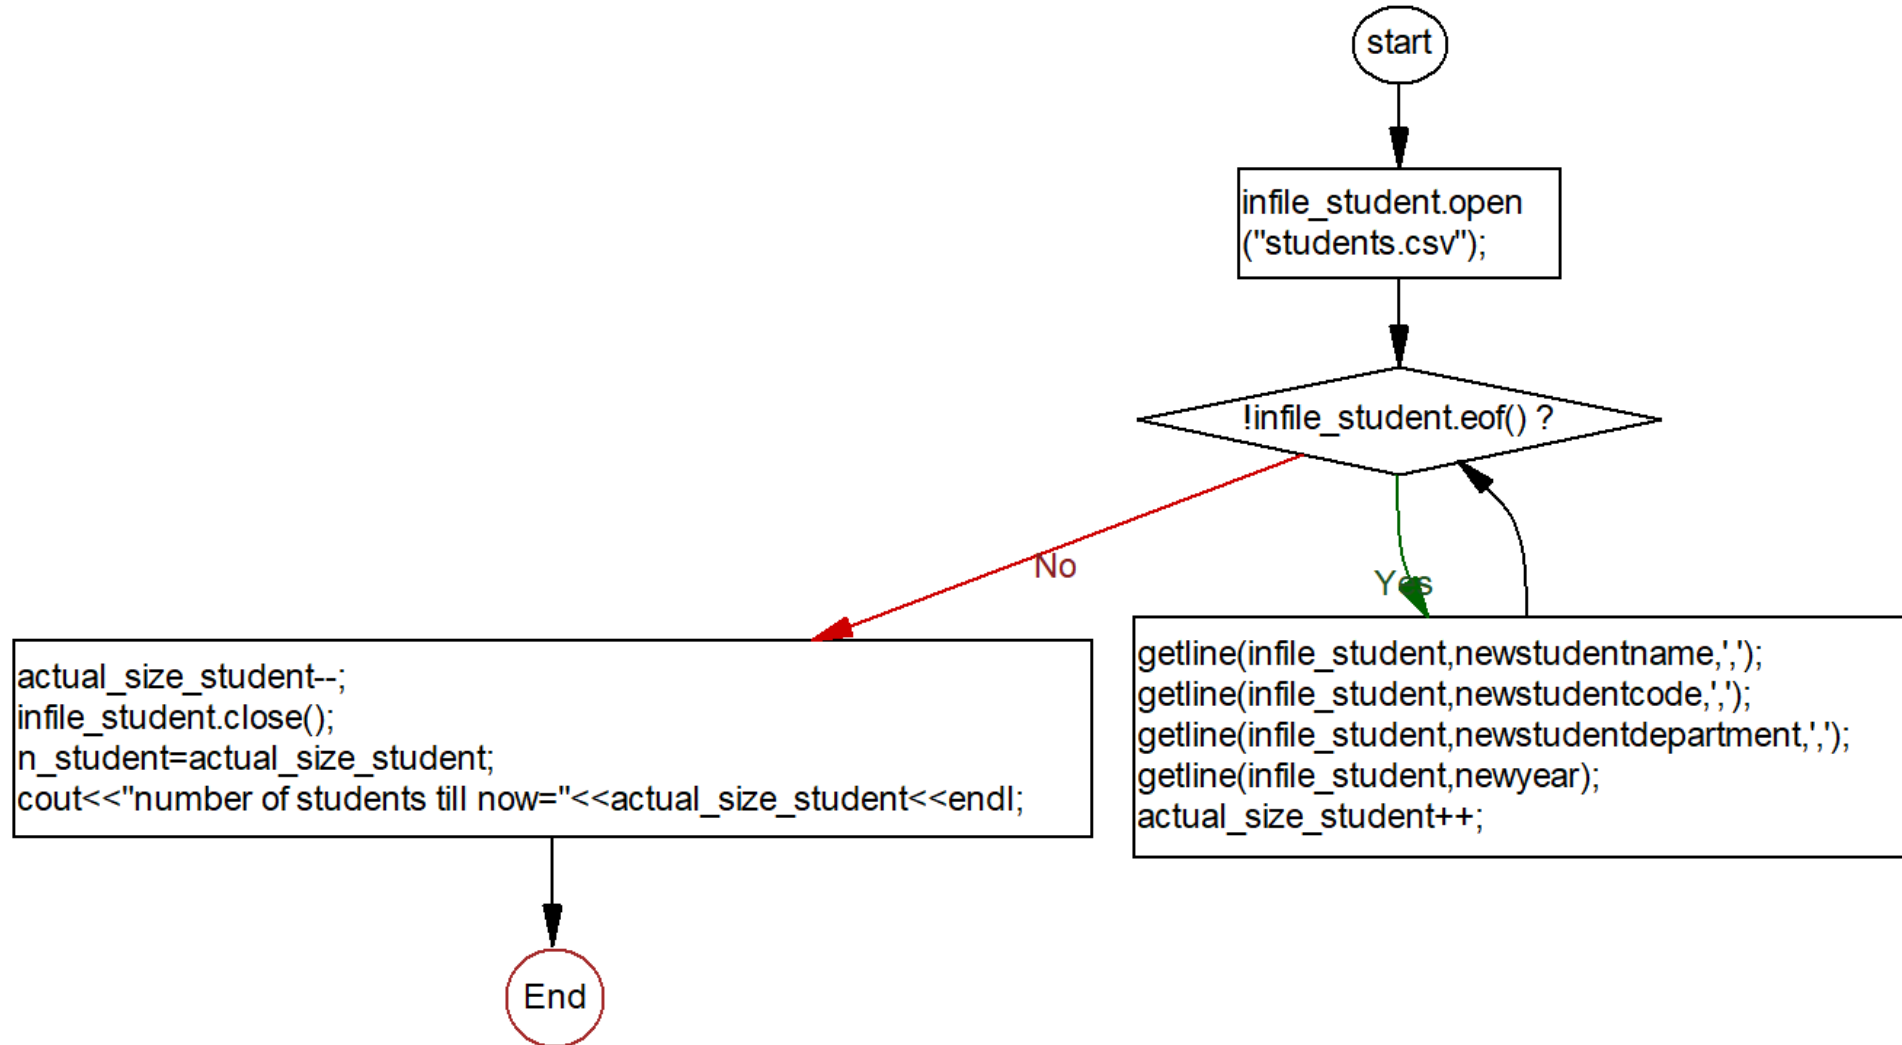 start
infile_student.open
("students.csv");
!infile_student.eof() ?
No
Yes
actual_size_student--;
infile_student.close();
n_student=actual_size_student;
cout<<"number of students till now="<<actual_size_student<<endl;
getline(infile_student,newstudentname,',');
getline(infile_student,newstudentcode,',');
getline(infile_student,newstudentdepartment,',');
getline(infile_student,newyear);
actual_size_student++;
End